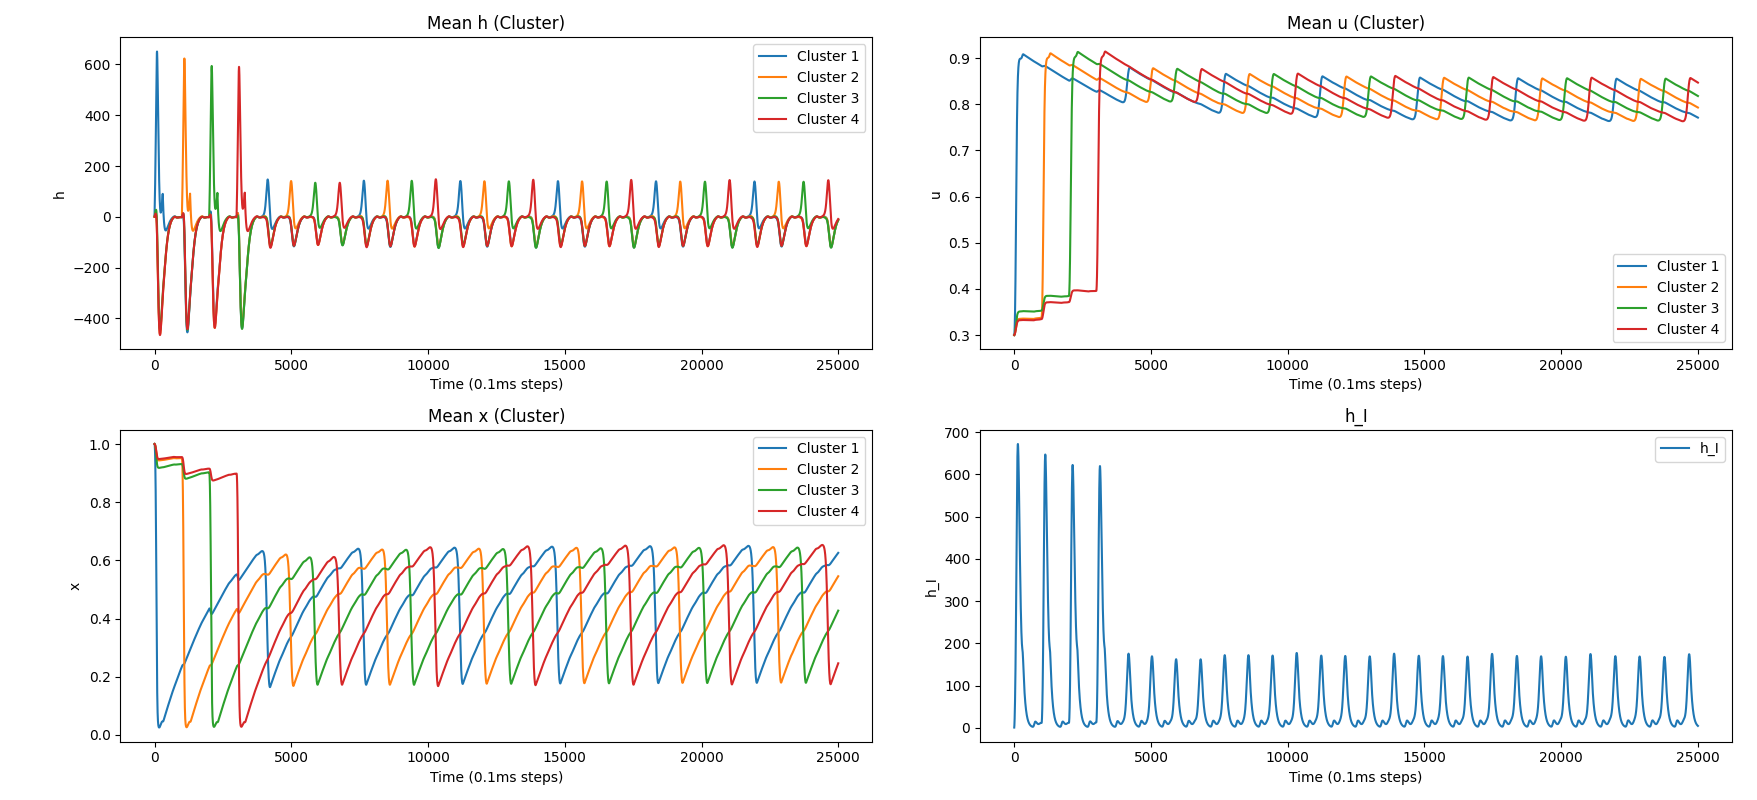 Mean h (Cluster)
h
600
400
200
0
−200
−400
0 5000 10000 15000 20000 25000
Time (0.1ms steps)
Cluster 1
Cluster 2
Cluster 3
Cluster 4
Mean u (Cluster)
u
0.9
0.8
0.7
0.6
0.5
0.4
0.3
0 5000 10000 15000 20000 25000
Time (0.1ms steps)
Cluster 1
Cluster 2
Cluster 3
Cluster 4
Mean x (Cluster)
x
1.0
0.8
0.6
0.4
0.2
0.0
0 5000 10000 15000 20000 25000
Time (0.1ms steps)
Cluster 1
Cluster 2
Cluster 3
Cluster 4
h_I
h_I
700
600
500
400
300
200
100
0
0 5000 10000 15000 20000 25000
Time (0.1ms steps)
h_I